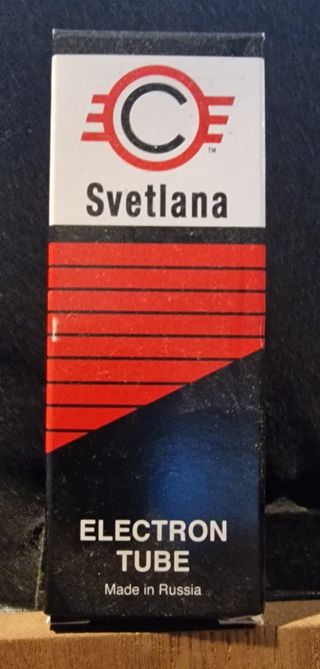 C
™
Svetlana
ELECTRON
TUBE
Made in Russia